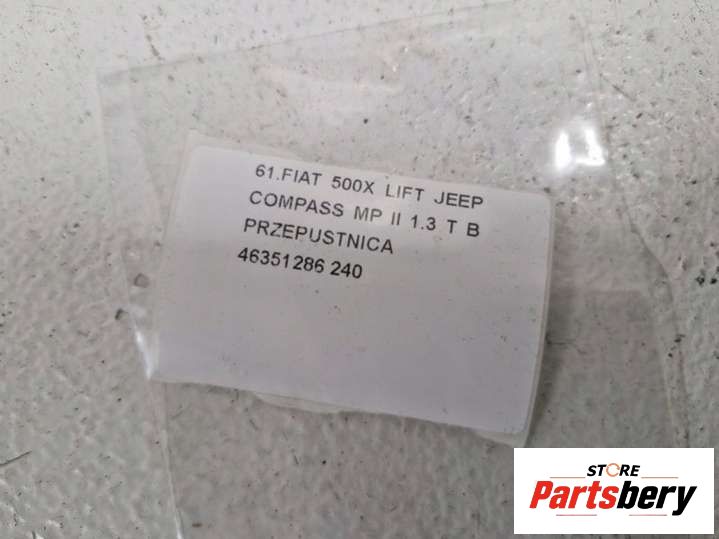 61.FIAT 500X LIFT JEEP
COMPASS MP II 1.3 T B
PRZEPUSTNICA
46351286 240
STORE
Partsbery